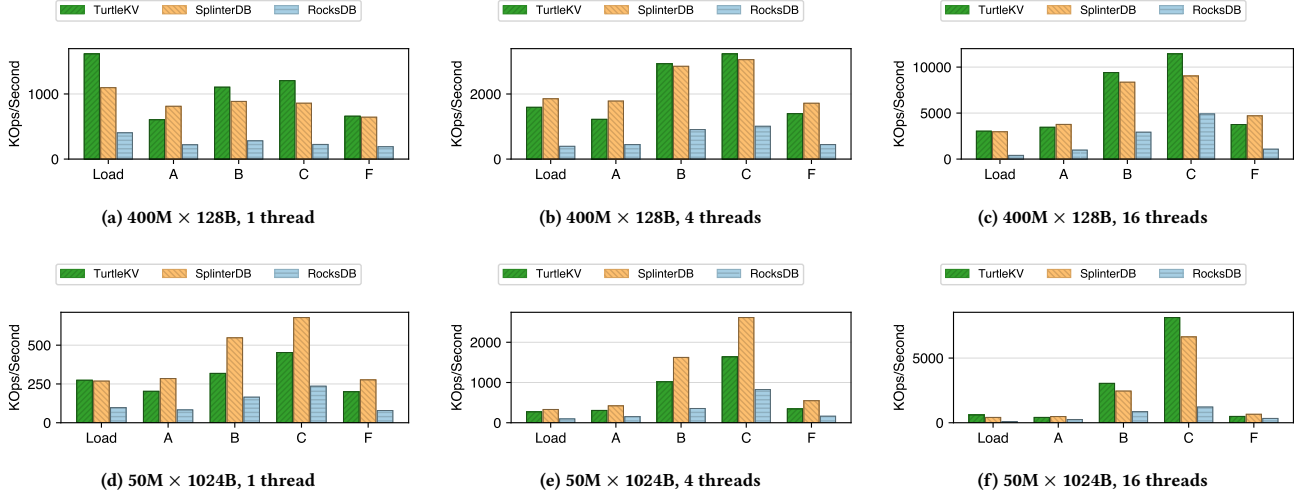 TurtleKV SplinterDB RocksDB
TurtleKV SplinterDB RocksDB
TurtleKV SplinterDB RocksDB
KOps/Second
1000
0
Load A B C F
KOps/Second
2000
0
Load A B C F
KOps/Second
10000
5000
0
Load A B C F
(a) 400M × 128B, 1 thread
(b) 400M × 128B, 4 threads
(c) 400M × 128B, 16 threads
TurtleKV SplinterDB RocksDB
TurtleKV SplinterDB RocksDB
TurtleKV SplinterDB RocksDB
KOps/Second
500
250
0
Load A B C F
KOps/Second
2000
1000
0
Load A B C F
KOps/Second
5000
0
Load A B C F
(d) 50M × 1024B, 1 thread
(e) 50M × 1024B, 4 threads
(f) 50M × 1024B, 16 threads